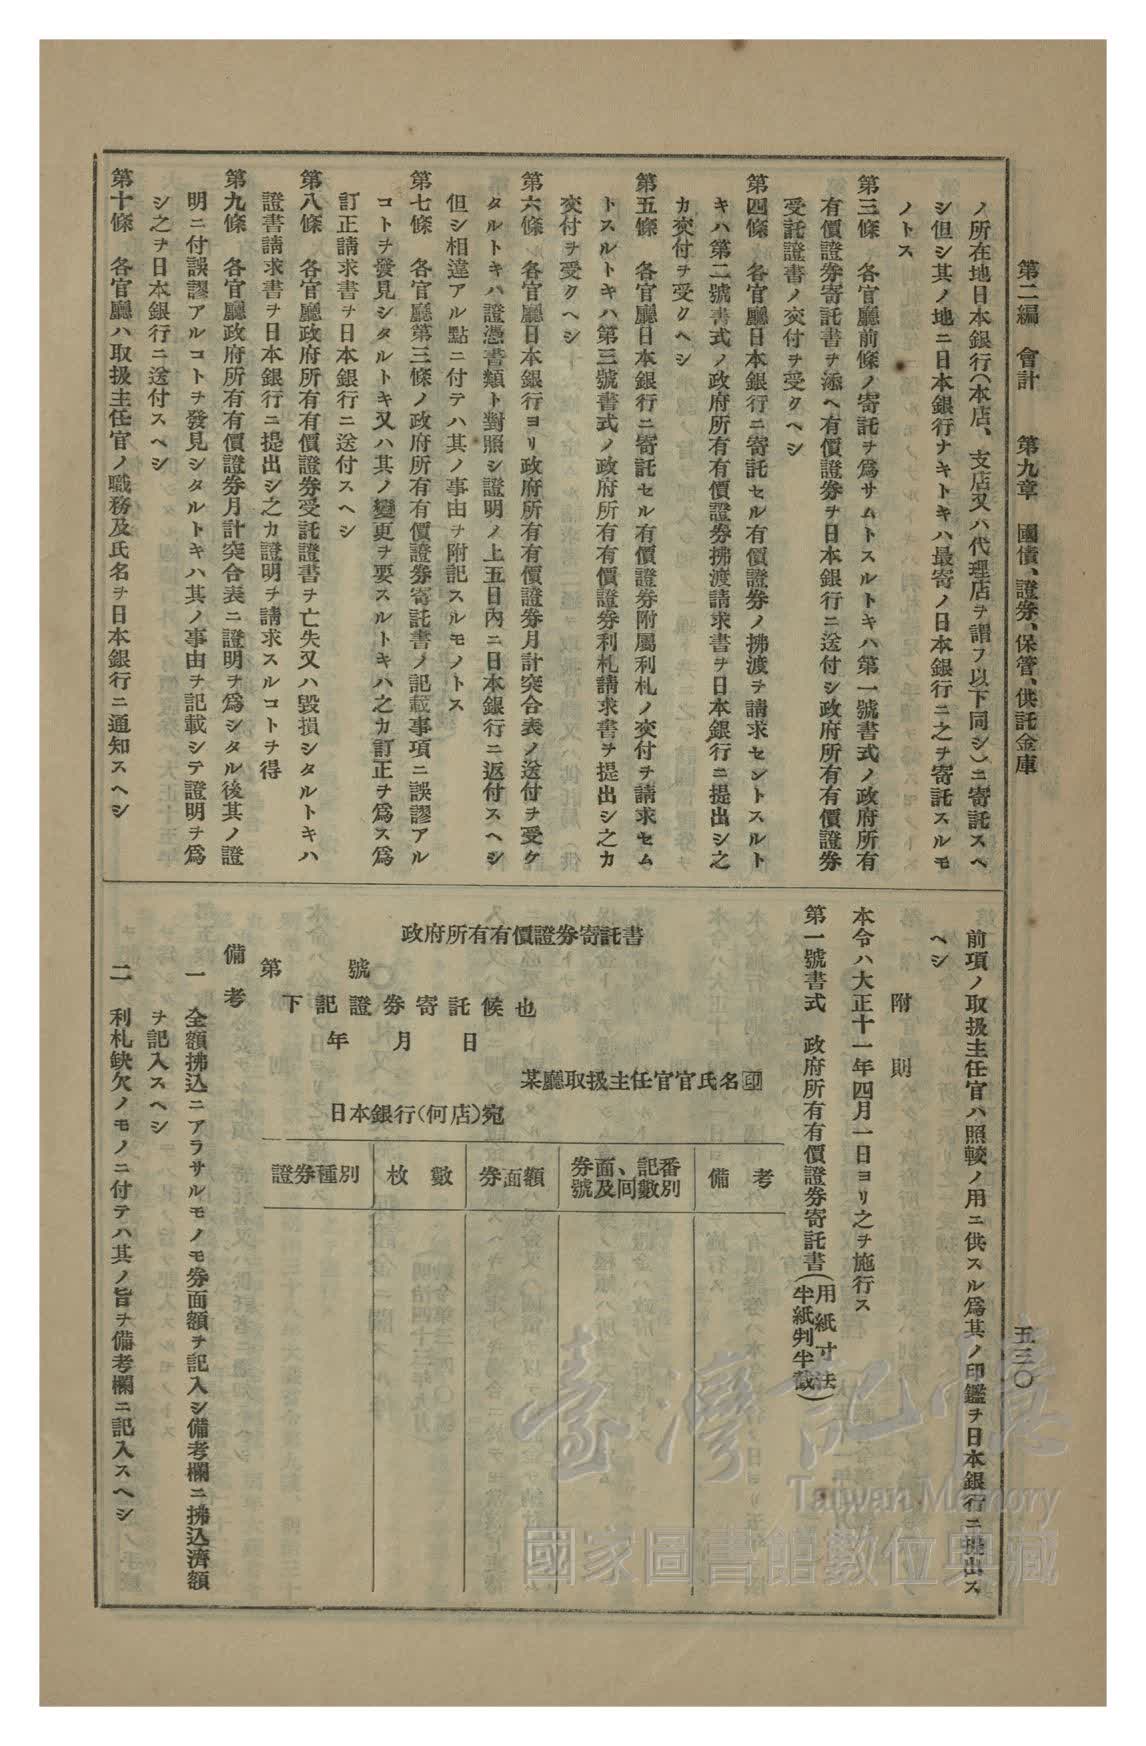 第二編　會計　　第九章　國債、證券、保管、供託金庫
五三〇
ノ所在地日本銀行(本店、支店又ハ代理店ヲ謂フ以下同シ)ニ寄託スヘ
シ但シ其ノ地ニ日本銀行ナキトキハ最寄ノ日本銀行ニ之ヲ寄託スルモ
ノトス
第三條　各官廳前條ノ寄託ヲ爲サムトスルトキハ第一號書式ノ政府所有
有價證券寄託書ヲ添ヘ有價證券ヲ日本銀行ニ送付シ政府所有有價證券
受託證書ノ交付ヲ受クヘシ
第四條　各官廳日本銀行ニ寄託セル有價證券ノ拂渡ヲ請求セントスルト
キハ第二號書式ノ政府所有有價證券拂渡請求書ヲ日本銀行ニ提出シ之
カ交付ヲ受クヘシ
第五條　各官廳日本銀行ニ寄託セル有價證券附屬利札ノ交付ヲ請求セム
トスルトキハ第三號書式ノ政府所有有價證券利札請求書ヲ提出シ之カ
交付ヲ受クヘシ
第六條　各官廳日本銀行ヨリ政府所有有價證券月計突合表ノ送付ヲ受ケ
タルトキハ證憑書類ト對照シ證明ノ上五日內ニ日本銀行ニ返付スヘシ
但シ相違アル點ニ付テハ其ノ事由ヲ附記スルモノトス
第七條　各官廳第三條ノ政府所有有價證券寄託書ノ記載事項ニ誤謬アル
コトヲ發見シタルトキ又ハ其ノ變更ヲ要スルトキハ之カ訂正ヲ爲ス爲
訂正請求書ヲ日本銀行ニ送付スヘシ
第八條　各官廳政府所有有價證券受託證書ヲ亡失又ハ毀損シタルトキハ
證書請求書ヲ日本銀行ニ提出シ之カ證明ヲ請求スルコトヲ得
第九條　各官廳政府所有有價證券月計突合表ニ證明ヲ爲シタル後其ノ證
明ニ付誤謬アルコトヲ發見シタルトキハ其ノ事由ヲ記載シテ證明ヲ爲
シ之ヲ日本銀行ニ送付スヘシ
第十條　各官廳ハ取扱主任官ノ職務及氏名ヲ日本銀行ニ通知スヘシ
前項ノ取扱主任官ハ照較ノ用ニ供スル爲其ノ印鑑ヲ日本銀行ニ提出ス
ヘシ
附　則
本令ハ大正十一年四月一日ヨリ之ヲ施行ス
第一號書式　政府所有有價證券寄託書(用紙寸法半紙判半截)
政府所有有價證券寄託書
第　　　號
下記證券寄託候也
年　月　日
某廳取扱主任官官氏名印
日本銀行(何店)宛
證券種別　枚數　券面額　券面、記番號及同數別　備考
備考
一　全額拂込ニアラサルモノモ券面額ヲ記入シ備考欄ニ拂込濟額
ヲ記入スヘシ
二　利札缺欠ノモノニ付テハ其ノ旨ヲ備考欄ニ記入スヘシ
臺灣記憶
Taiwan Memory
國家圖書館數位典藏